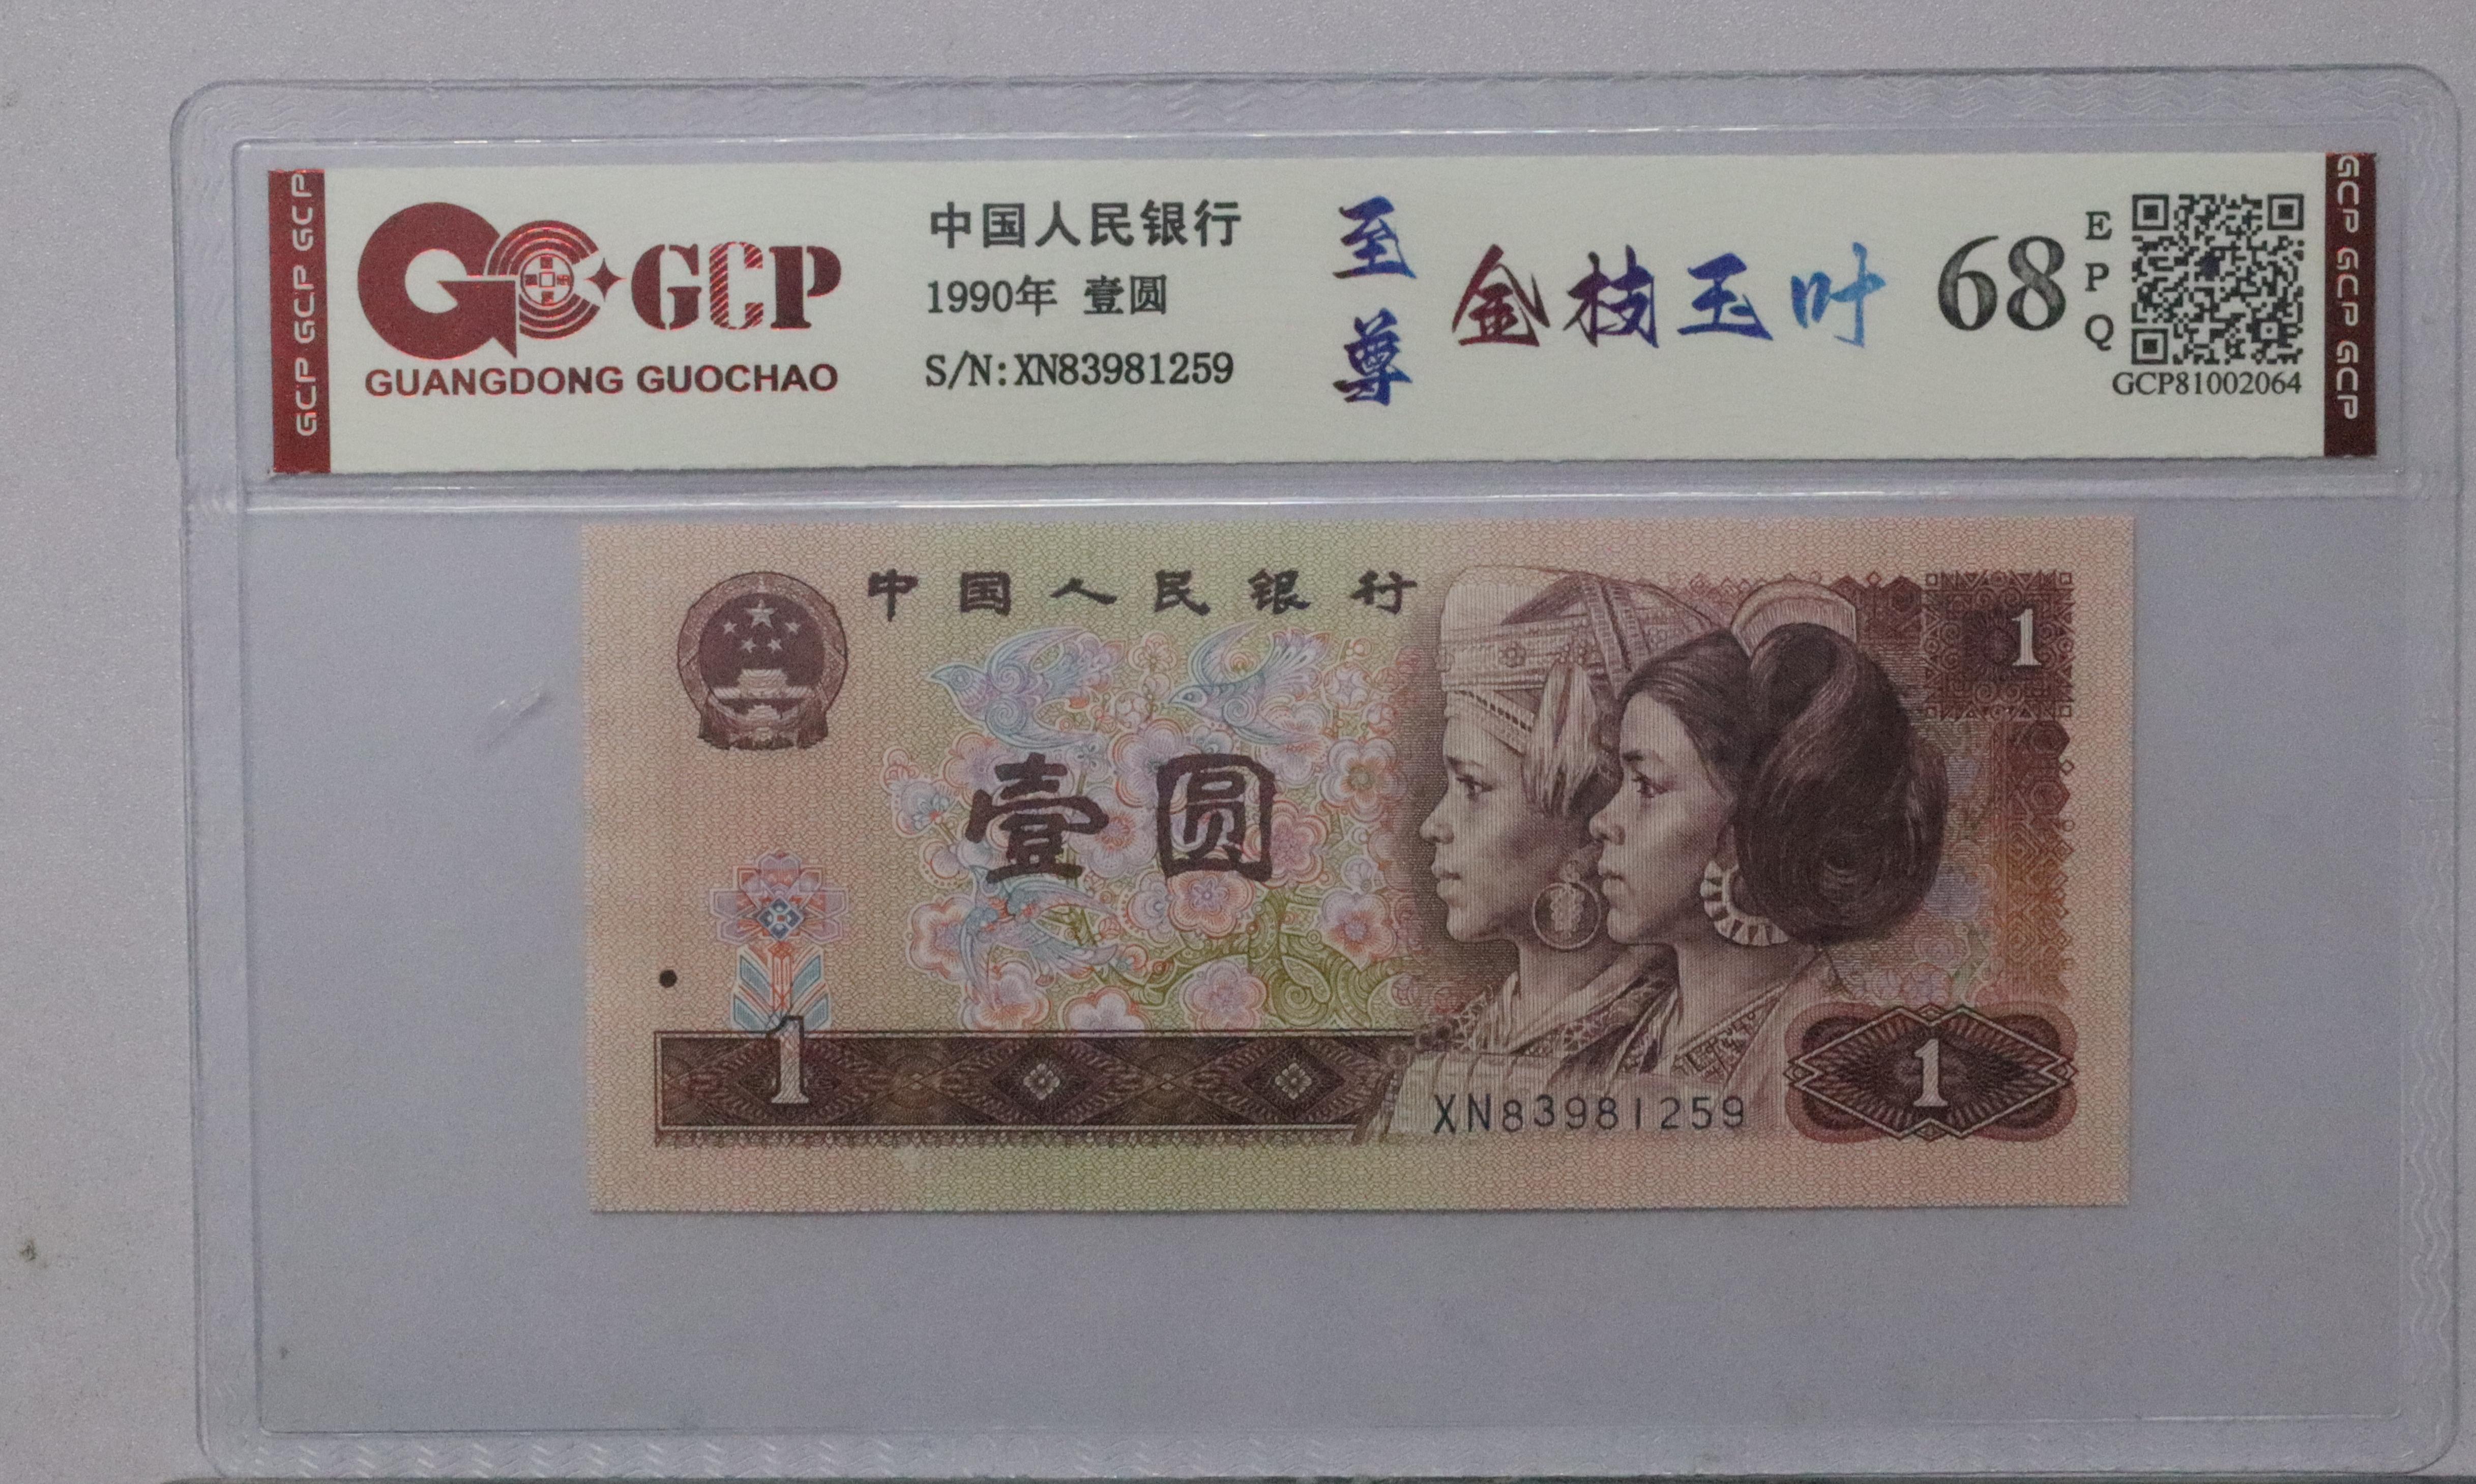 GCP GCP GCP
GCP
GUANGDONG GUOCHAO
中国人民银行
1990年 壹圆
S/N:XN83981259
至尊
金枝玉叶
68
EPQ
GCP81002064
GCP GCP GCP
中国人民银行
1
壹圆
1
XN83981259
1